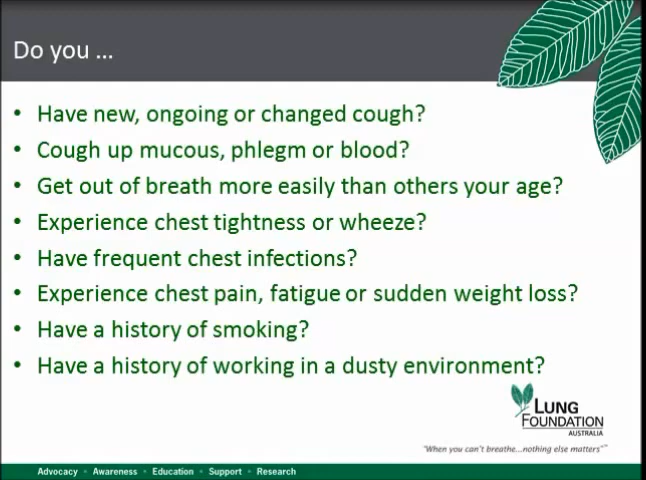 Do you ...
• Have new, ongoing or changed cough?
• Cough up mucous, phlegm or blood?
• Get out of breath more easily than others your age?
• Experience chest tightness or wheeze?
• Have frequent chest infections?
• Experience chest pain, fatigue or sudden weight loss?
• Have a history of smoking?
• Have a history of working in a dusty environment?
LUNG
FOUNDATION
AUSTRALIA
"When you can't breathe...nothing else matters"™
Advocacy • Awareness • Education • Support • Research